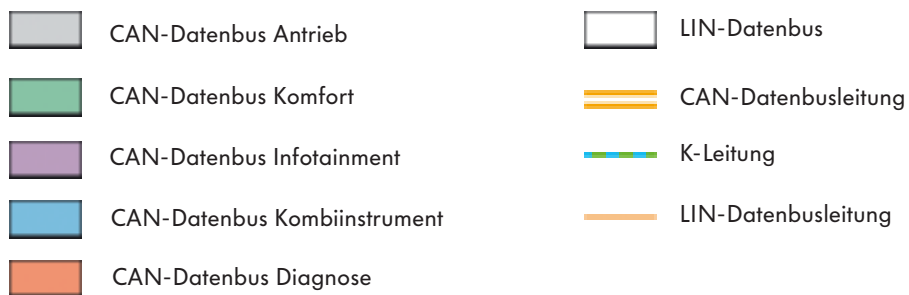 CAN-Datenbus Antrieb
CAN-Datenbus Komfort
CAN-Datenbus Infotainment
CAN-Datenbus Kombiinstrument
CAN-Datenbus Diagnose
LIN-Datenbus
CAN-Datenbusleitung
K-Leitung
LIN-Datenbusleitung